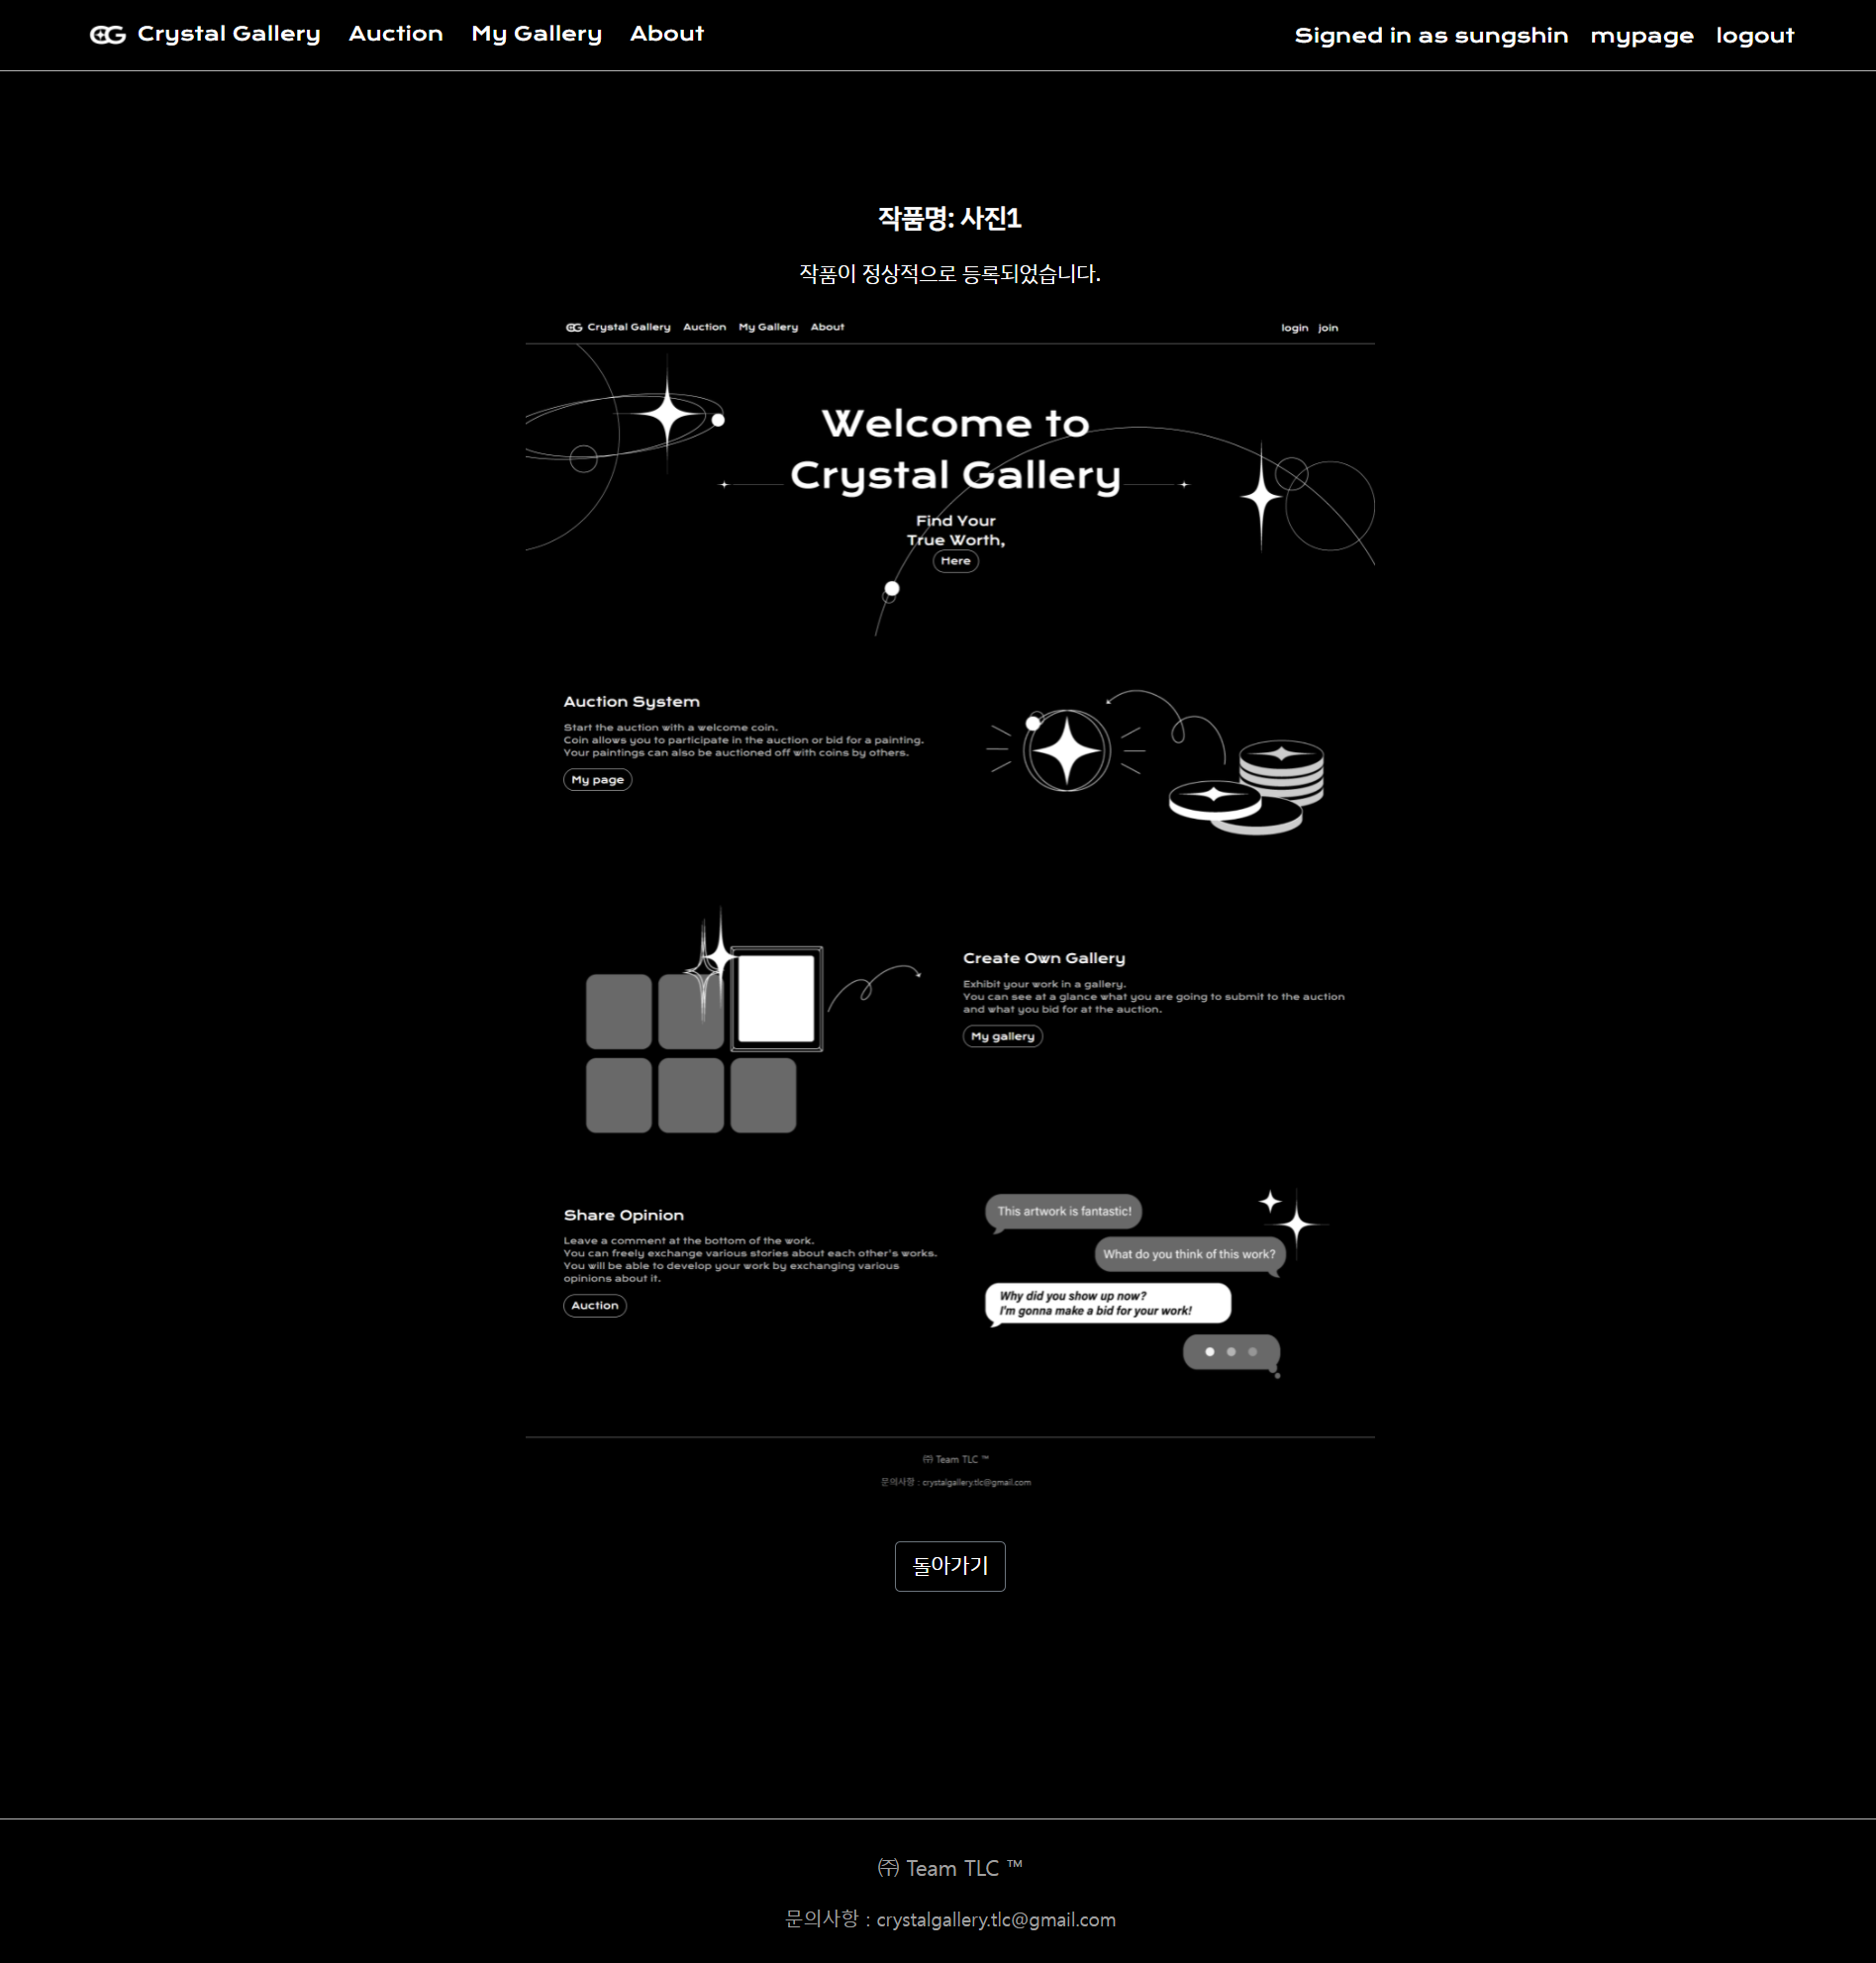 CG Crystal Gallery Auction My Gallery About Signed in as sungshin mypage logout
작품명: 사진1
작품이 정상적으로 등록되었습니다.
CG Crystal Gallery Auction My Gallery About login join
Welcome to
Crystal Gallery
Find Your
True Worth,
Here
Auction System
Start the auction with a welcome coin.
Coin allows you to participate in the auction or bid for a painting.
Your paintings can also be auctioned off with coins by others.
My page
Create Own Gallery
Exhibit your work in a gallery.
You can see at a glance what you are going to submit to the auction
and what you bid for at the auction.
My gallery
Share Opinion
Leave a comment at the bottom of the work.
You can freely exchange various stories about each other's works.
You will be able to develop your work by exchanging various
opinions about it.
Auction
This artwork is fantastic!
What do you think of this work?
Why did you show up now?
I'm gonna make a bid for your work!
㈜ Team TLC ™
문의사항 : crystalgallery.tlc@gmail.com
돌아가기
㈜ Team TLC ™
문의사항 : crystalgallery.tlc@gmail.com